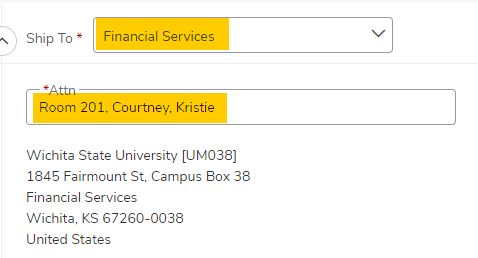 Ship To * Financial Services
*Attn
Room 201, Courtney, Kristie
Wichita State University [UM038]
1845 Fairmount St, Campus Box 38
Financial Services
Wichita, KS 67260-0038
United States